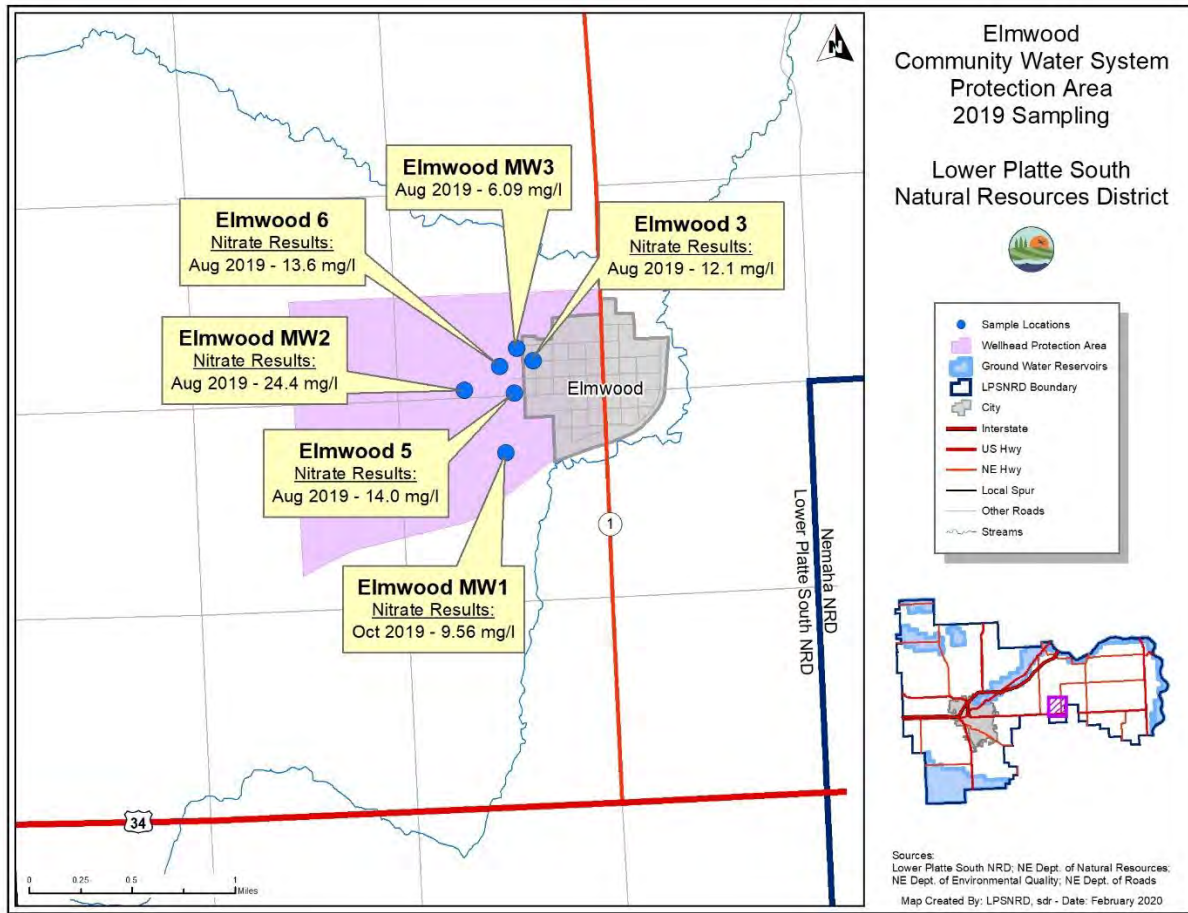 Elmwood
Community Water System
Protection Area
2019 Sampling
Lower Platte South
Natural Resources District
N
Elmwood MW3
Aug 2019 - 6.09 mg/l
Elmwood 6
Nitrate Results:
Aug 2019 - 13.6 mg/l
Elmwood 3
Nitrate Results:
Aug 2019 - 12.1 mg/l
Elmwood MW2
Nitrate Results:
Aug 2019 - 24.4 mg/l
Elmwood
Elmwood 5
Nitrate Results:
Aug 2019 - 14.0 mg/l
Elmwood MW1
Nitrate Results:
Oct 2019 - 9.56 mg/l
1
Nemaha NRD
Lower Platte South NRD
34
0 0.25 0.5 1
Miles
Sample Locations
Wellhead Protection Area
Ground Water Reservoirs
LPSNRD Boundary
City
Interstate
US Hwy
NE Hwy
Local Spur
Other Roads
Streams
Sources:
Lower Platte South NRD; NE Dept. of Natural Resources;
NE Dept. of Environmental Quality; NE Dept. of Roads
Map Created By: LPSNRD, sdr - Date: February 2020